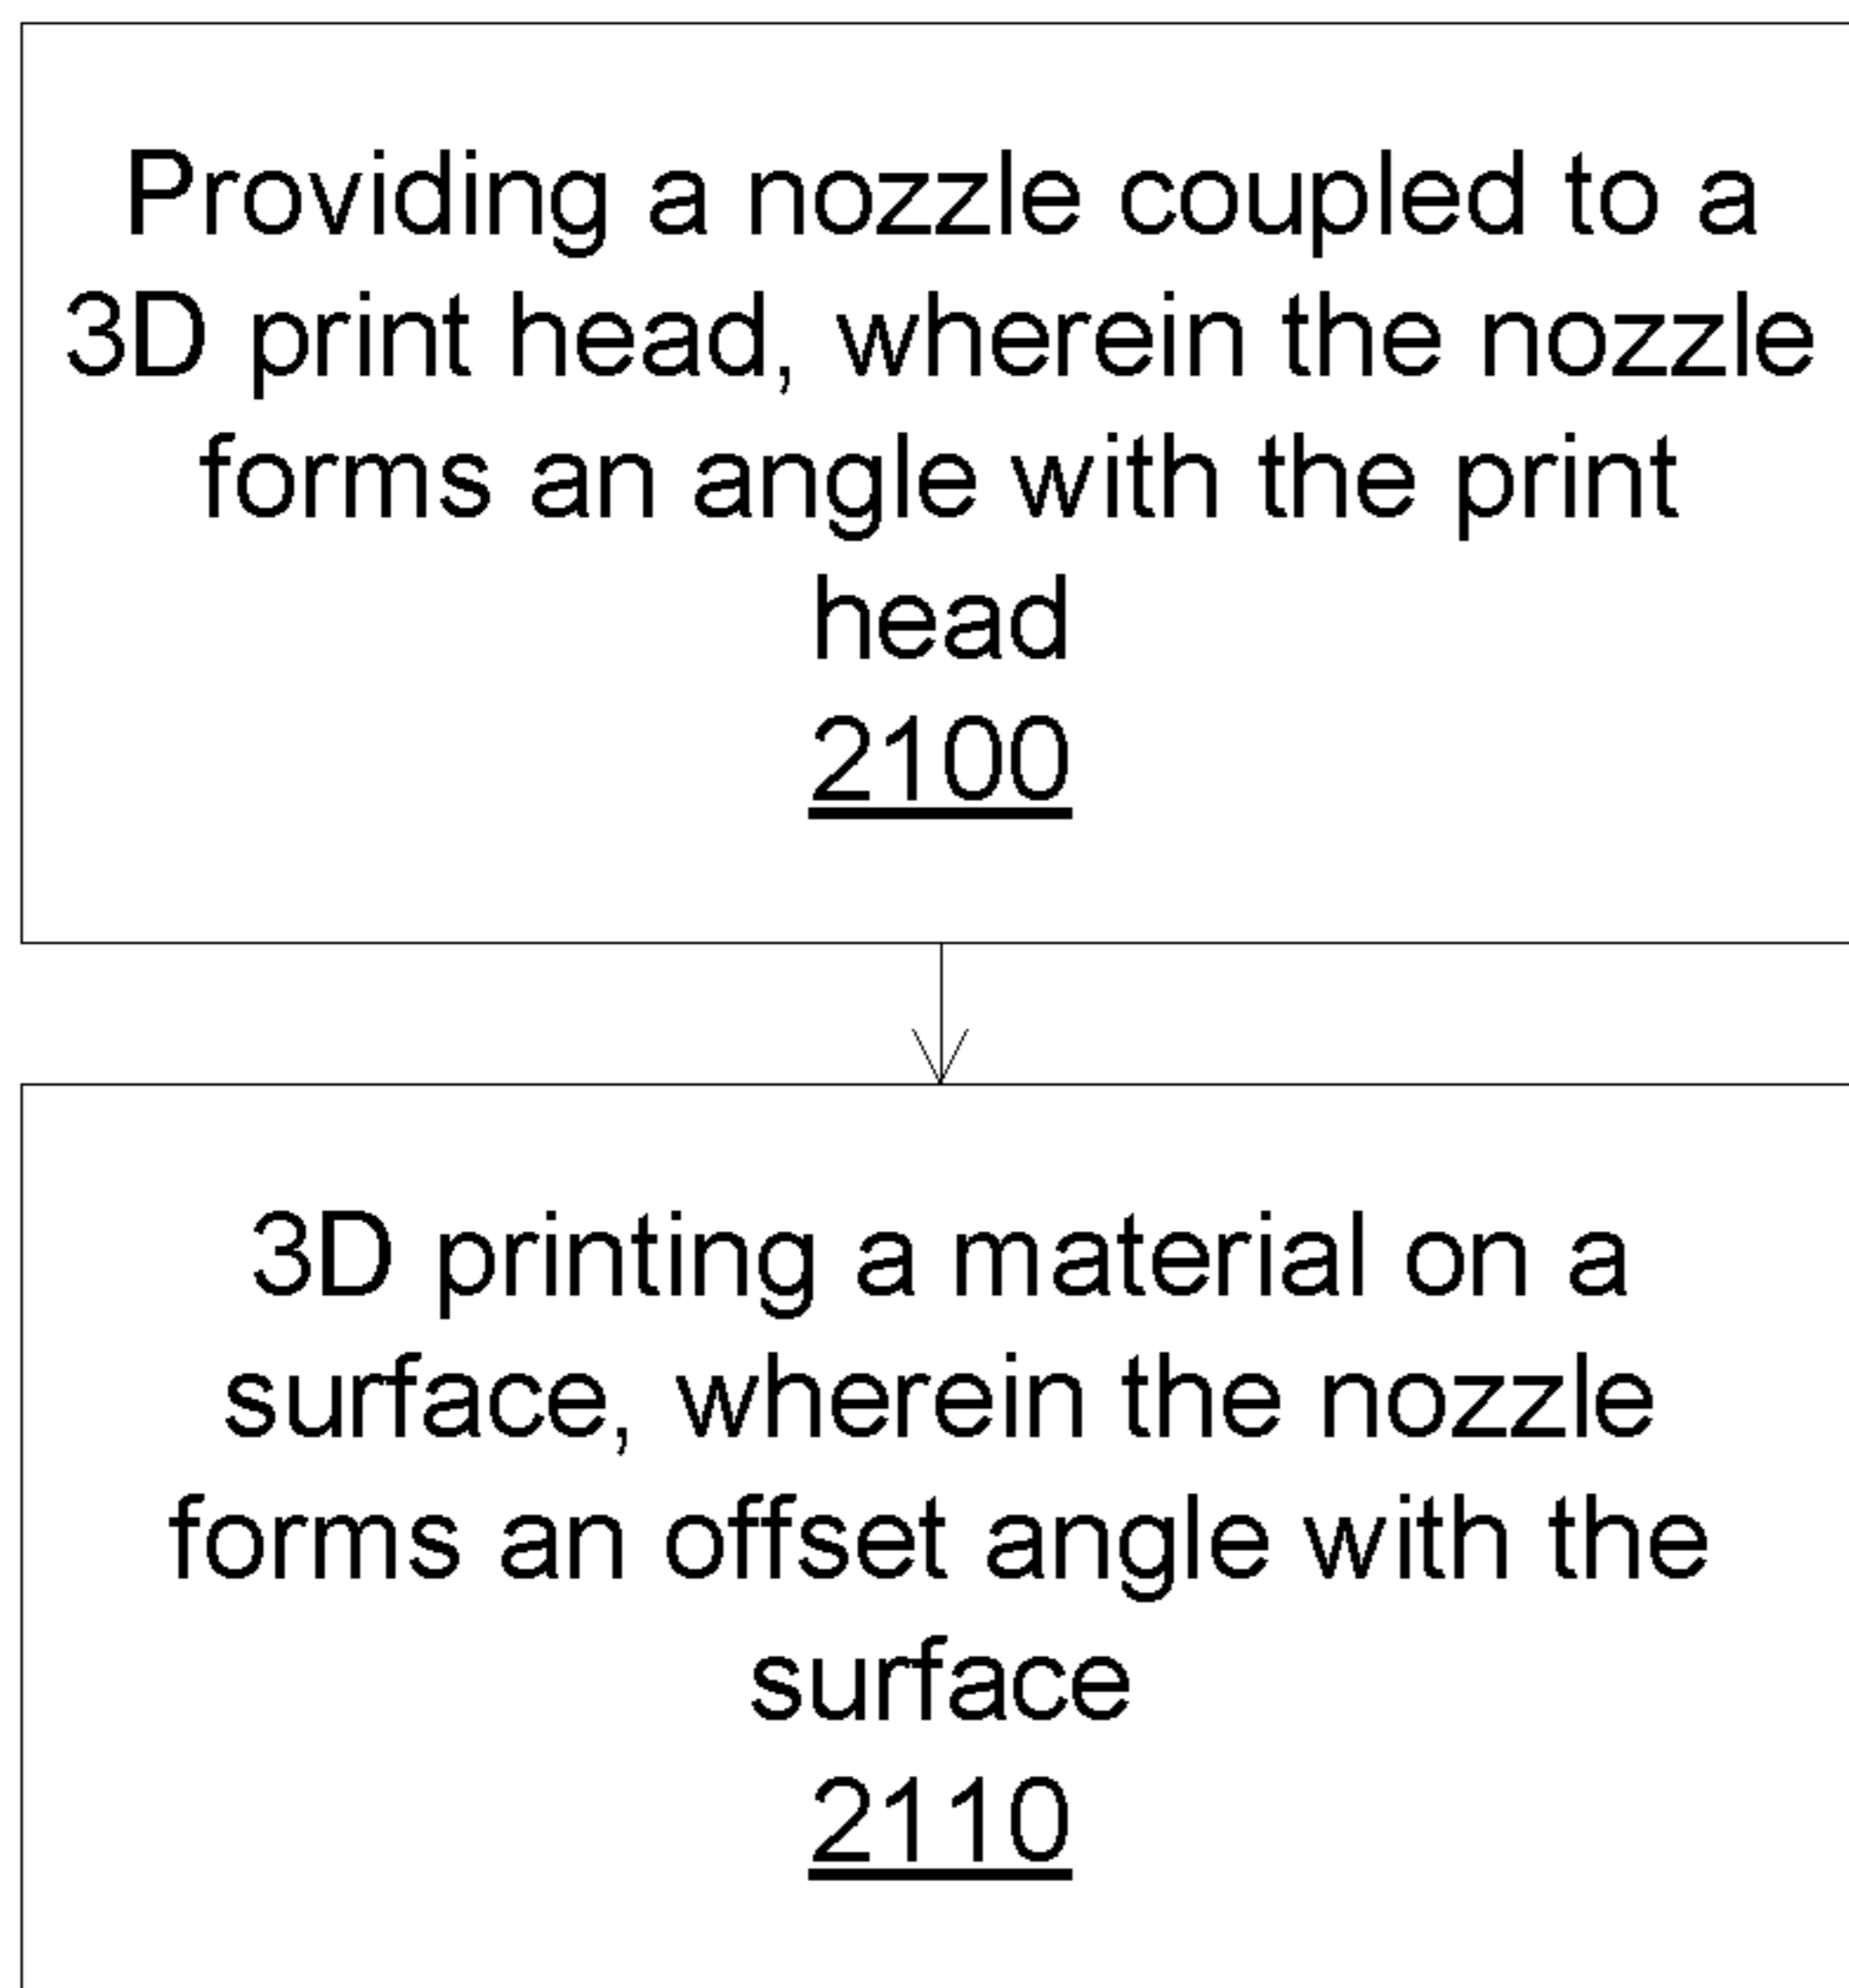 Providing a nozzle coupled to a
3D print head, wherein the nozzle
forms an angle with the print
head
2100
3D printing a material on a
surface, wherein the nozzle
forms an offset angle with the
surface
2110